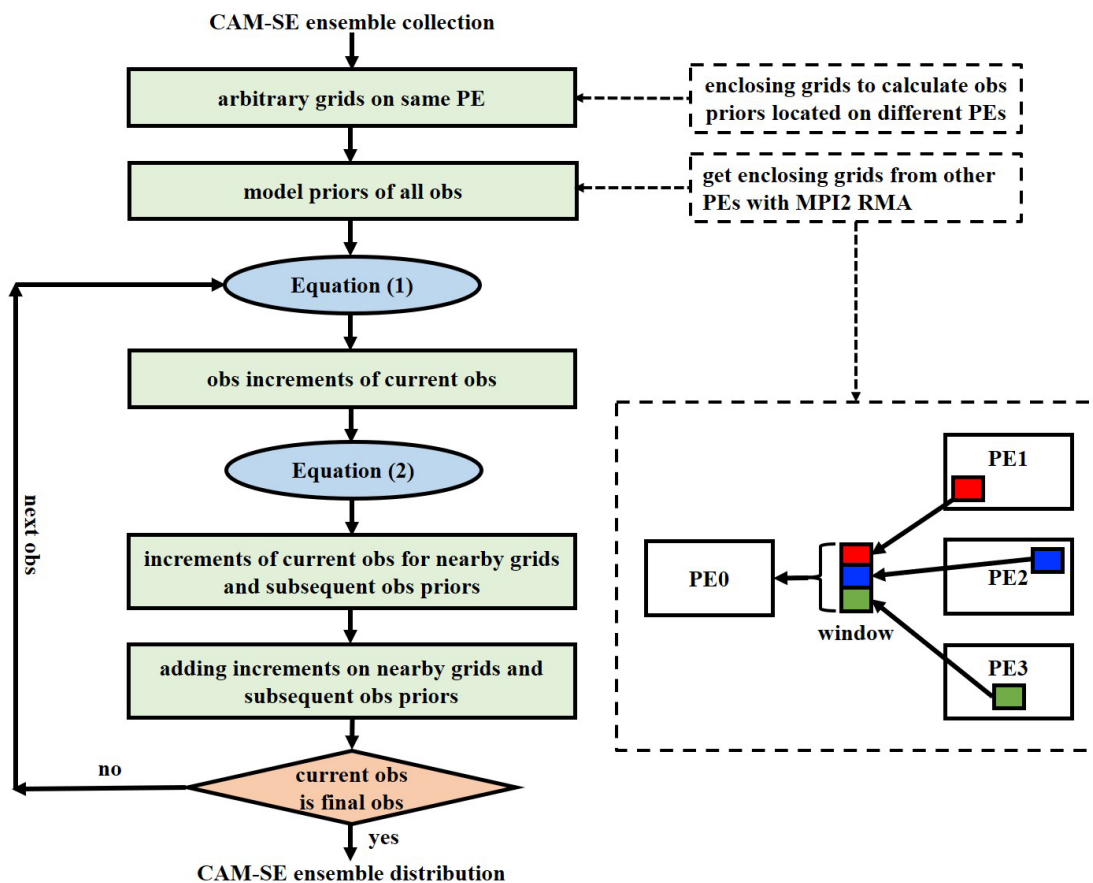 CAM-SE ensemble collection
arbitrary grids on same PE
enclosing grids to calculate obs
priors located on different PEs
model priors of all obs
get enclosing grids from other
PEs with MPI2 RMA
Equation (1)
obs increments of current obs
Equation (2)
increments of current obs for nearby grids
and subsequent obs priors
adding increments on nearby grids and
subsequent obs priors
current obs
is final obs
no
yes
next obs
CAM-SE ensemble distribution
PE0
window
PE1
PE2
PE3